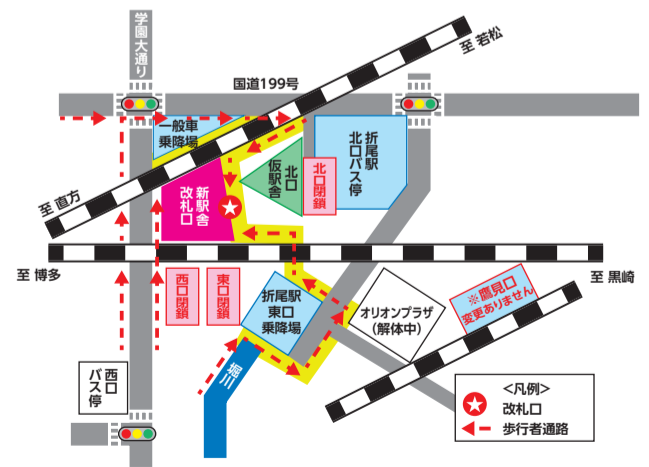 学園大通り
至 若松
国道199号
一般車
乗降場
折尾駅
北口バス停
北口
仮駅舎
北口閉鎖
新駅舎
改札口
至 直方
至 博多
至 黒崎
西口閉鎖
東口閉鎖
折尾駅
東口
乗降場
オリオンプラザ
(解体中)
※鷹見口
変更ありません
堀川
西口
バス停
<凡例>
改札口
歩行者通路